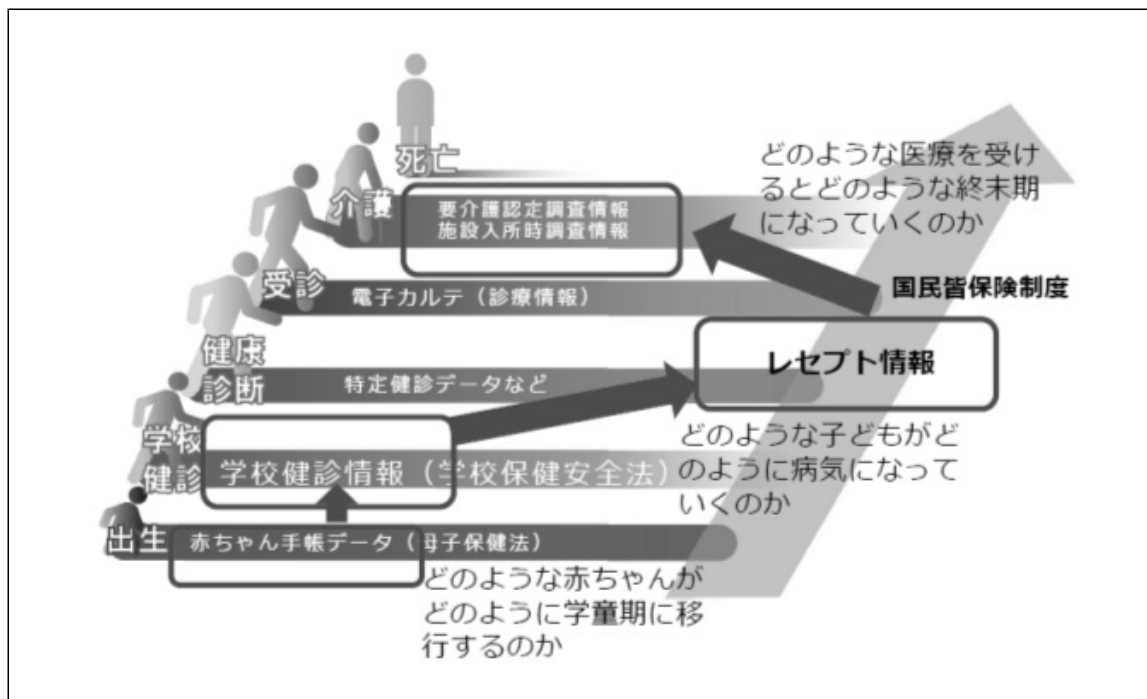 死亡
どのような医療を受け
るとどのような終末期
になっていくのか
介護
要介護認定調査情報
施設入所時調査情報
受診
電子カルテ（診療情報）
国民皆保険制度
レセプト情報
健康
診断
特定健診データなど
どのような子どもがど
のように病気になって
いくのか
学校
健診
学校健診情報（学校保健安全法）
出生
赤ちゃん手帳データ（母子保健法）
どのような赤ちゃんが
どのように学童期に移
行するのか